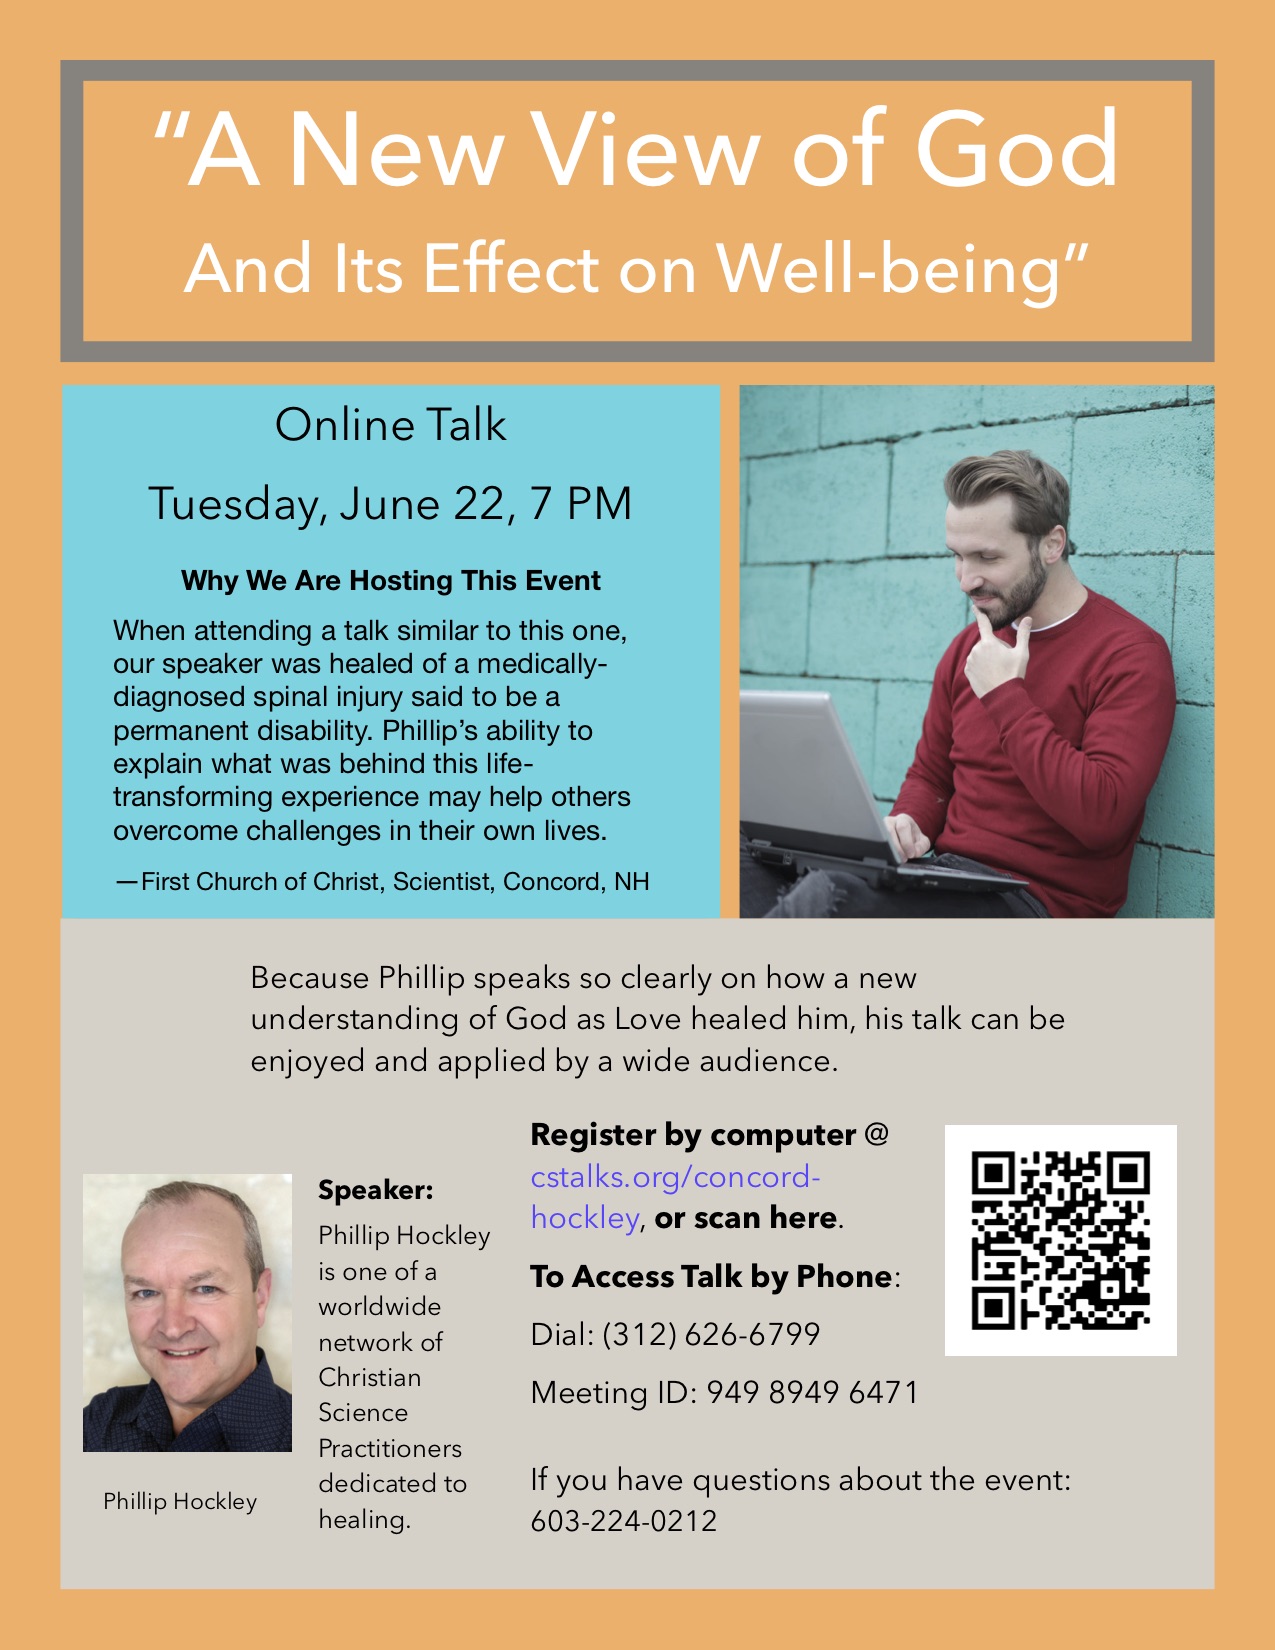 “A New View of God
And Its Effect on Well-being”
Online Talk
Tuesday, June 22, 7 PM
Why We Are Hosting This Event
When attending a talk similar to this one,
our speaker was healed of a medically-
diagnosed spinal injury said to be a
permanent disability. Phillip’s ability to
explain what was behind this life-
transforming experience may help others
overcome challenges in their own lives.
—First Church of Christ, Scientist, Concord, NH
Because Phillip speaks so clearly on how a new
understanding of God as Love healed him, his talk can be
enjoyed and applied by a wide audience.
Phillip Hockley
Speaker:
Phillip Hockley
is one of a
worldwide
network of
Christian
Science
Practitioners
dedicated to
healing.
Register by computer @
cstalks.org/concord-
hockley, or scan here.
To Access Talk by Phone:
Dial: (312) 626-6799
Meeting ID: 949 8949 6471
If you have questions about the event:
603-224-0212